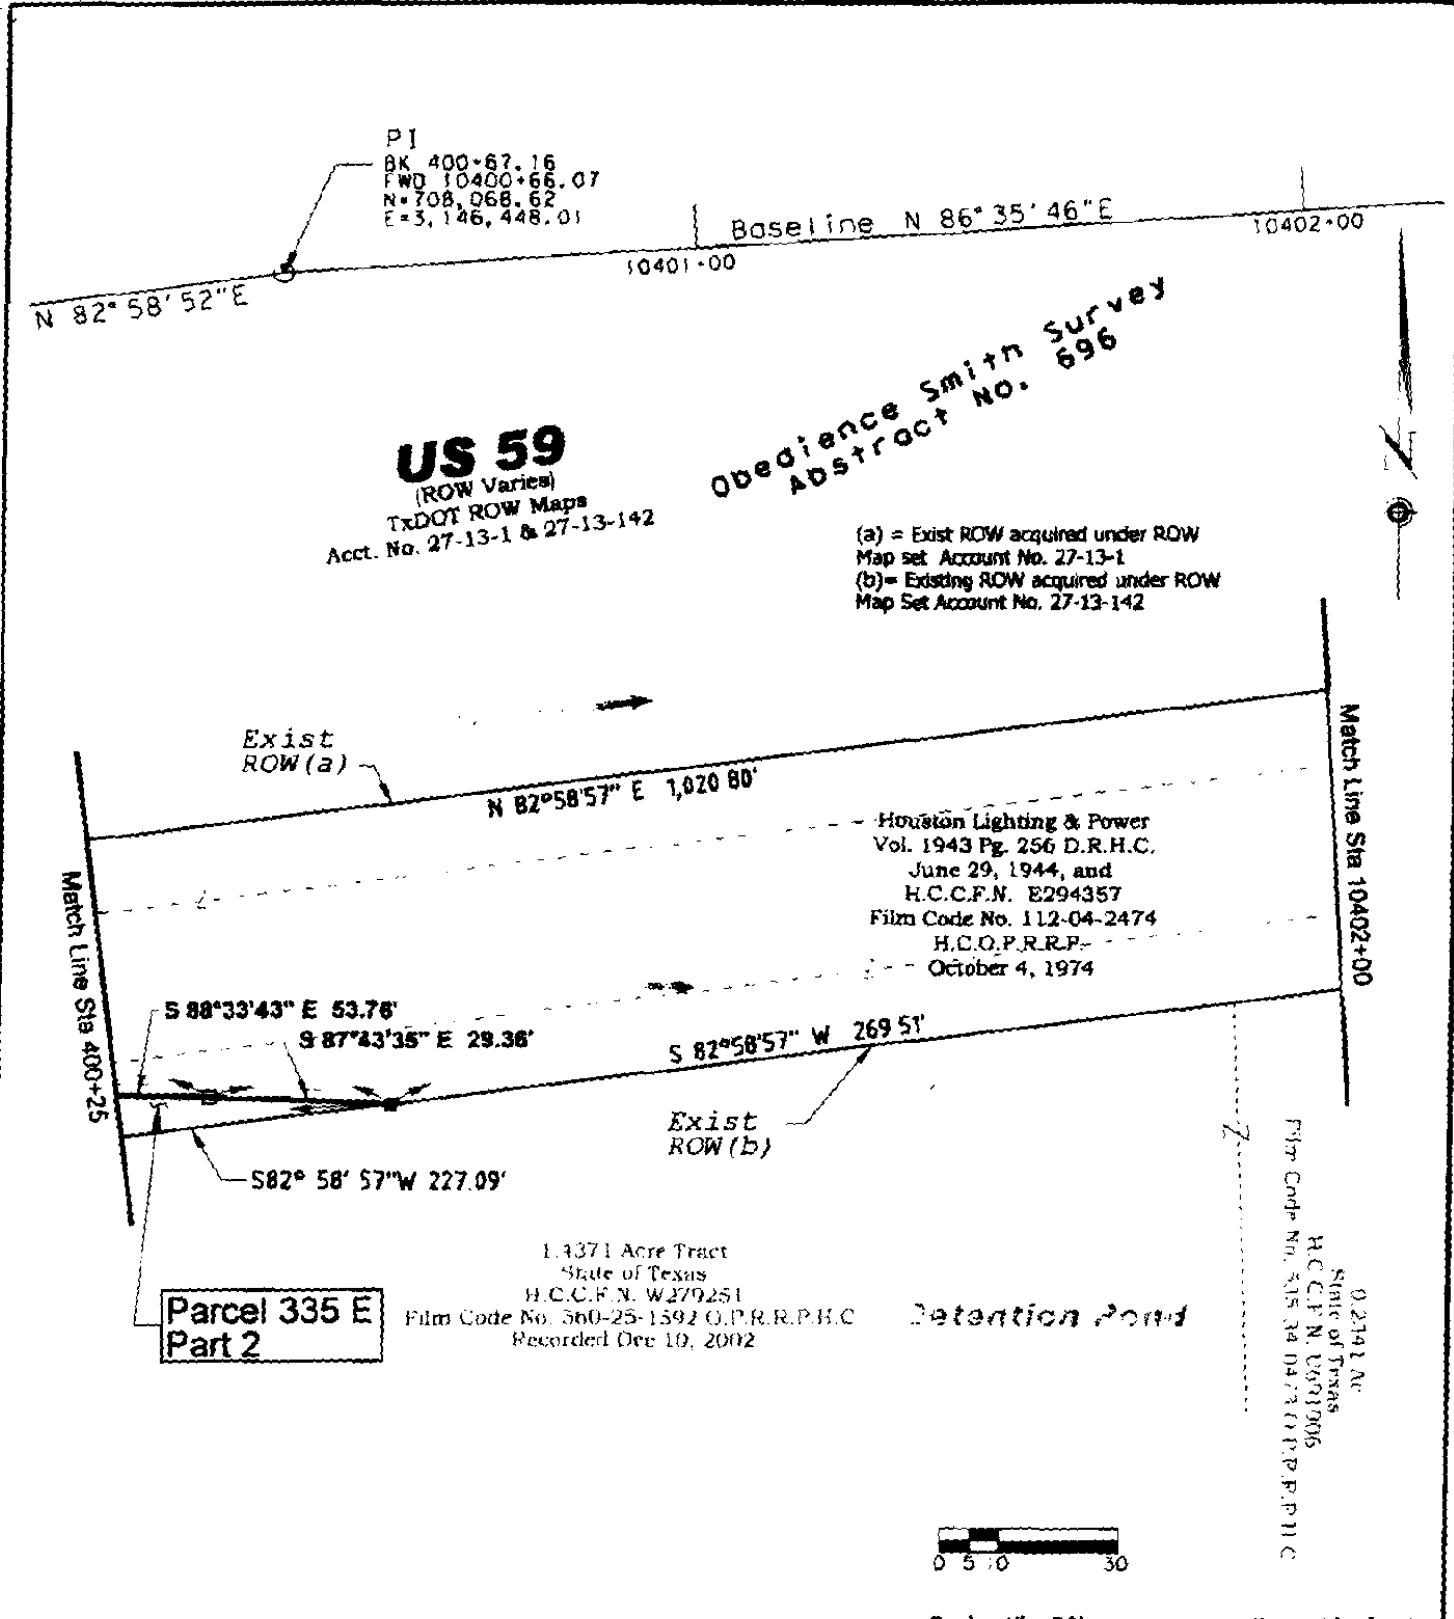 PI
BK 400+67.16
FWD 10400+66.07
N=708,068.62
E=3,146,448.01
Baseline N 86°35'46"E
10401+00
10402+00
N 82°58'52"E
Obedience Smith Survey
Abstract NO. 696
US 59
(ROW Varies)
TxDOT ROW Maps
Acct. No. 27-13-1 & 27-13-142
(a) = Exist ROW acquired under ROW
Map set Account No. 27-13-1
(b)= Existing ROW acquired under ROW
Map Set Account No. 27-13-142
Exist
ROW(a)
N 82°58'57" E 1,020 80'
Match Line Sta 10402+00
Houston Lighting & Power
Vol. 1943 Pg. 256 D.R.H.C.
June 29, 1944, and
H.C.C.F.N. E294357
Film Code No. 112-04-2474
H.C.O.P.R.R.P.
October 4, 1974
Match Line Sta 400+25
S 88°33'43" E 53.76'
S 87°43'35" E 29.36'
S 82°58'57" W 269 51'
Exist
ROW(b)
S82° 58' 57"W 227.09'
Parcel 335 E
Part 2
1.4371 Acre Tract
State of Texas
H.C.C.F.N. W279251
Film Code No. 560-25-1592 O.P.R.R.P.H.C
Recorded Dec 10, 2002
Detention Pond
State of Texas
H.C.C.F.N.
Film Code No.
0 5 10 30